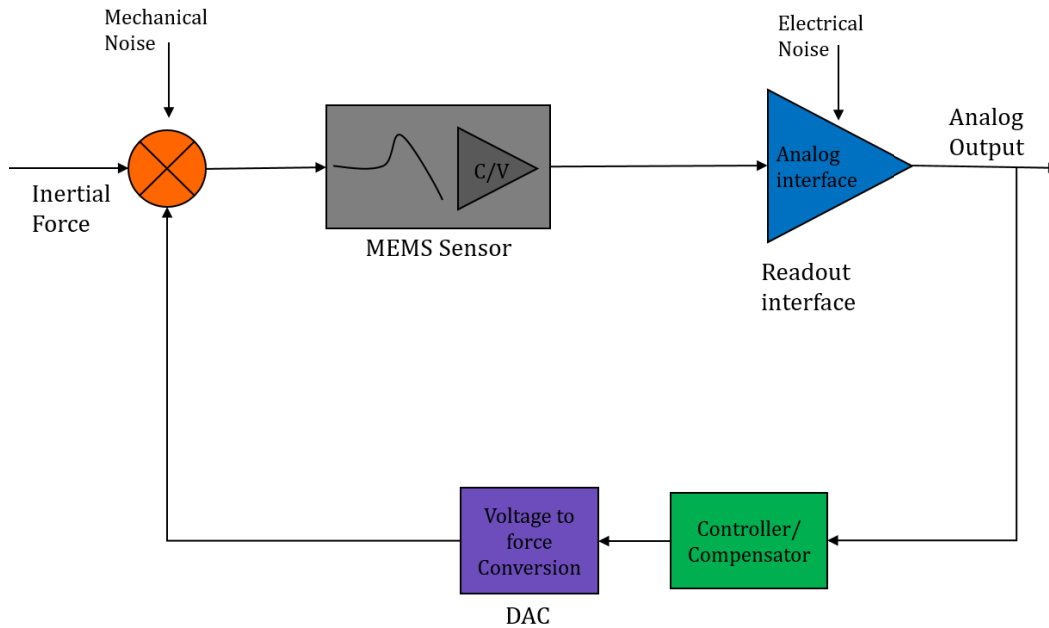 Mechanical
Noise
Electrical
Noise
Analog
Output
Inertial
Force
C/V
MEMS Sensor
Analog
interface
Readout
interface
Voltage to
force
Conversion
DAC
Controller/
Compensator